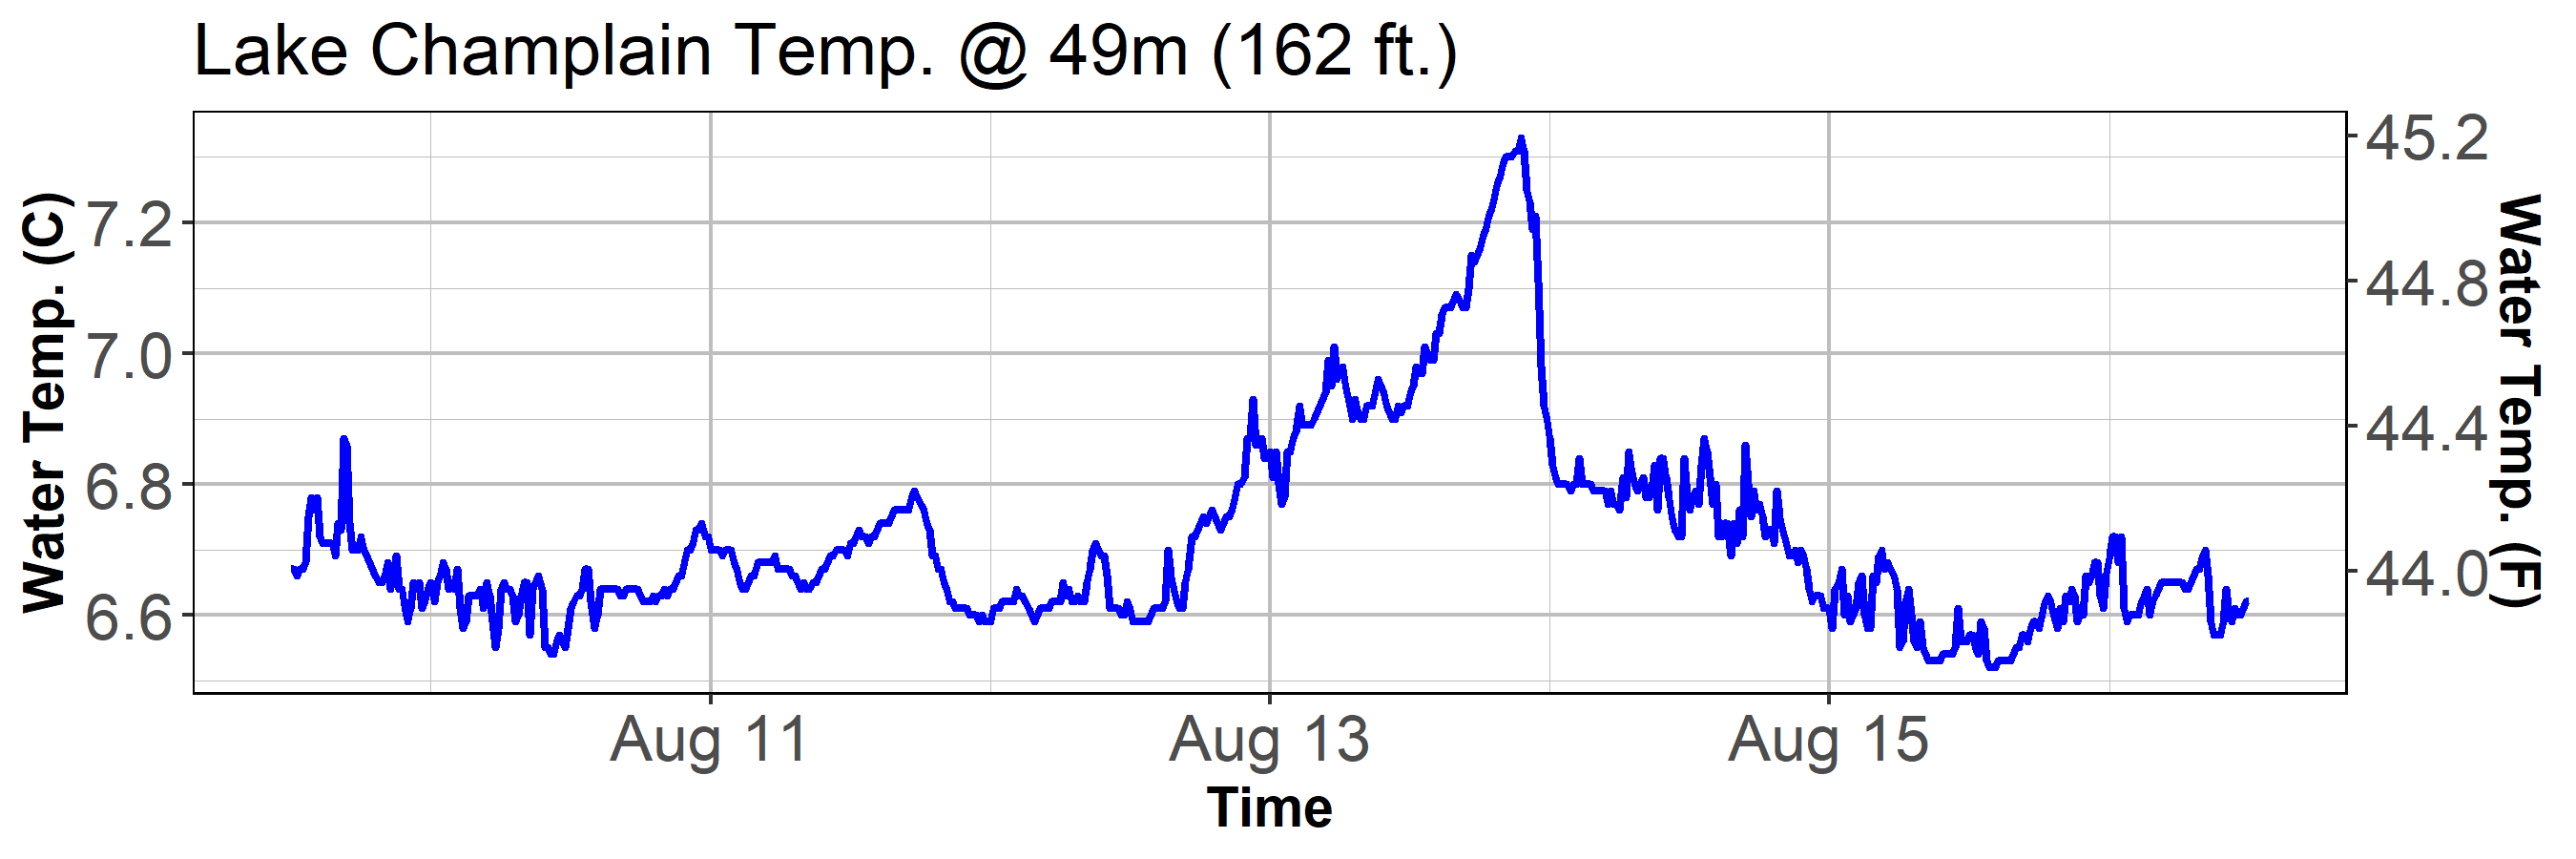 Lake Champlain Temp. @ 49m (162 ft.)
Water Temp. (C)
7.2
7.0
6.8
6.6
45.2
44.8
44.4
44.0
Water Temp. (F)
Aug 11
Aug 13
Aug 15
Time